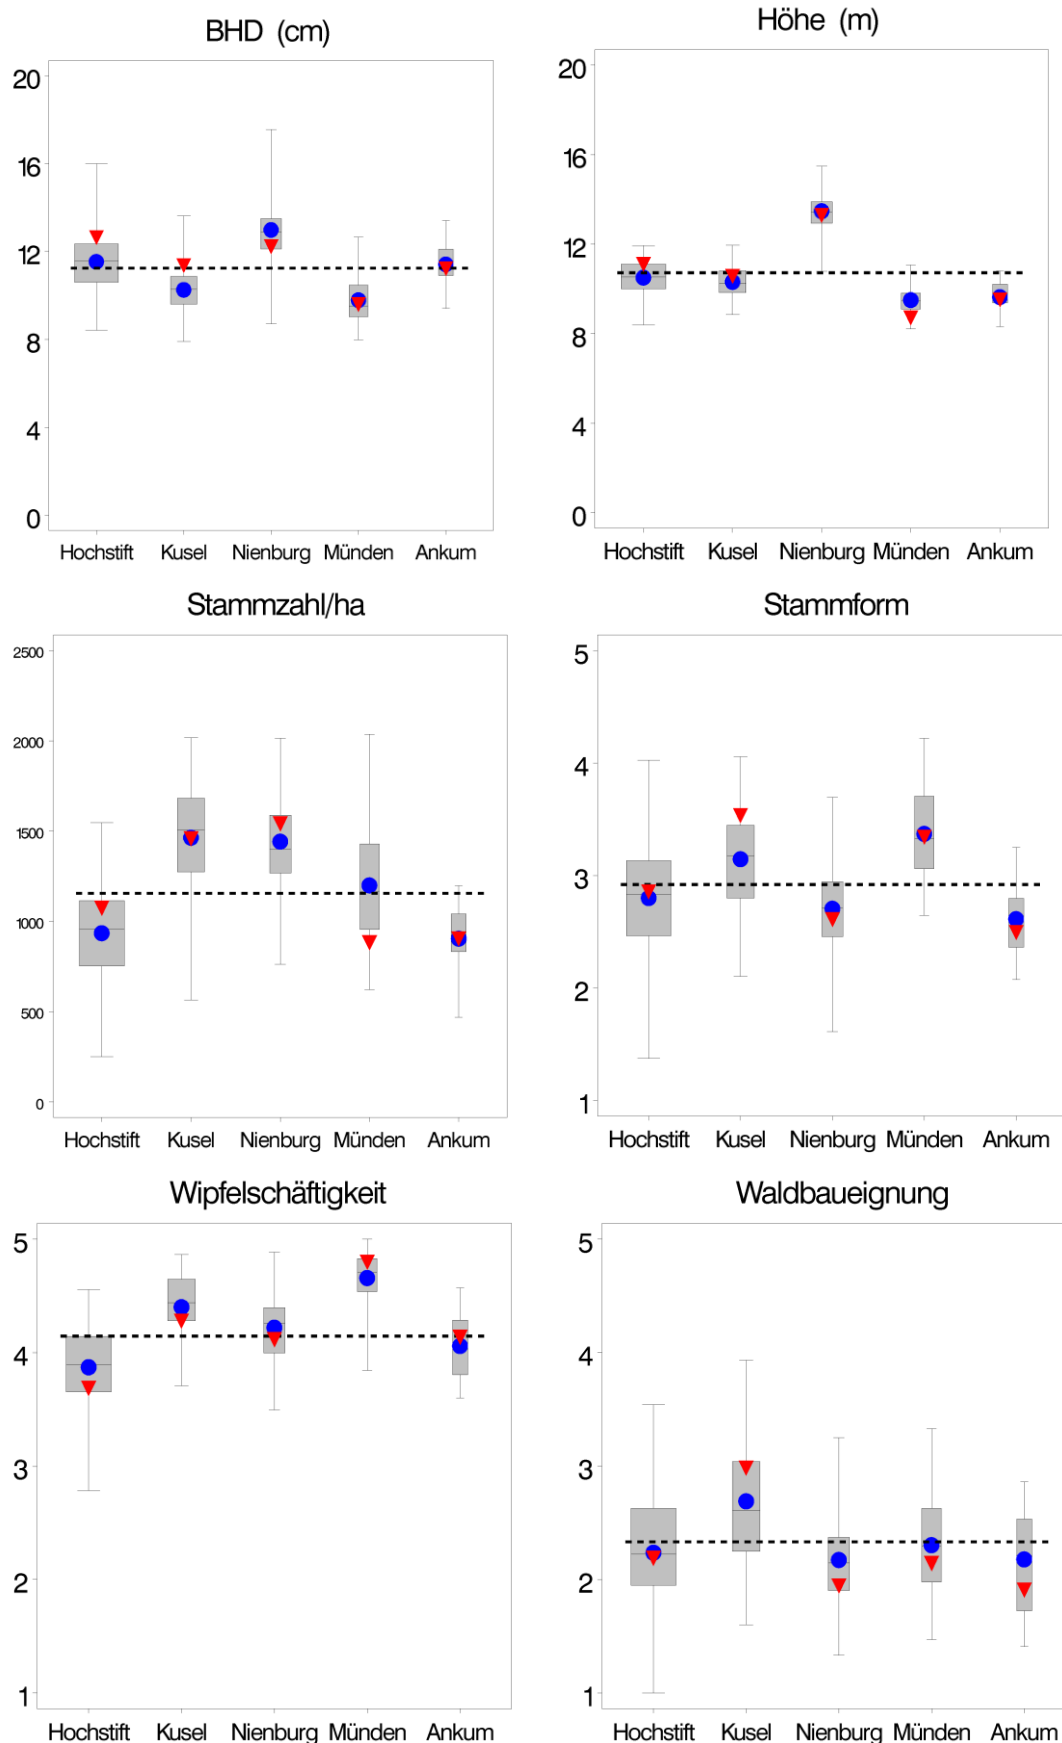 BHD (cm)
20
16
12
8
4
0
Hochstift Kusel Nienburg Münden Ankum
Höhe (m)
20
16
12
8
4
0
Hochstift Kusel Nienburg Münden Ankum
Stammzahl/ha
2500
2000
1500
1000
500
0
Hochstift Kusel Nienburg Münden Ankum
Stammform
5
4
3
2
1
Hochstift Kusel Nienburg Münden Ankum
Wipfelschäftigkeit
5
4
3
2
1
Hochstift Kusel Nienburg Münden Ankum
Waldbaueignung
5
4
3
2
1
Hochstift Kusel Nienburg Münden Ankum